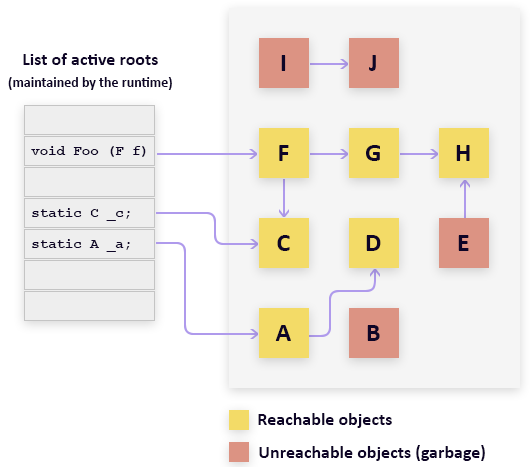 List of active roots
(maintained by the runtime)
void Foo (F f)
static C _c;
static A _a;
I J
F G H
C D E
A B
Reachable objects
Unreachable objects (garbage)